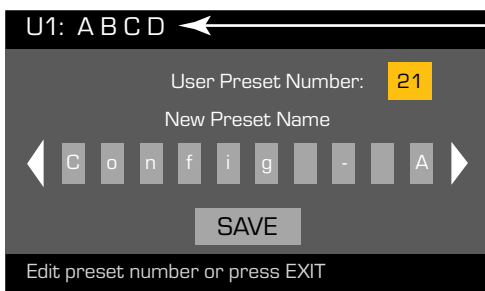 U1: A B C D
User Preset Number: 21
New Preset Name
C o n f i g - A
SAVE
Edit preset number or press EXIT